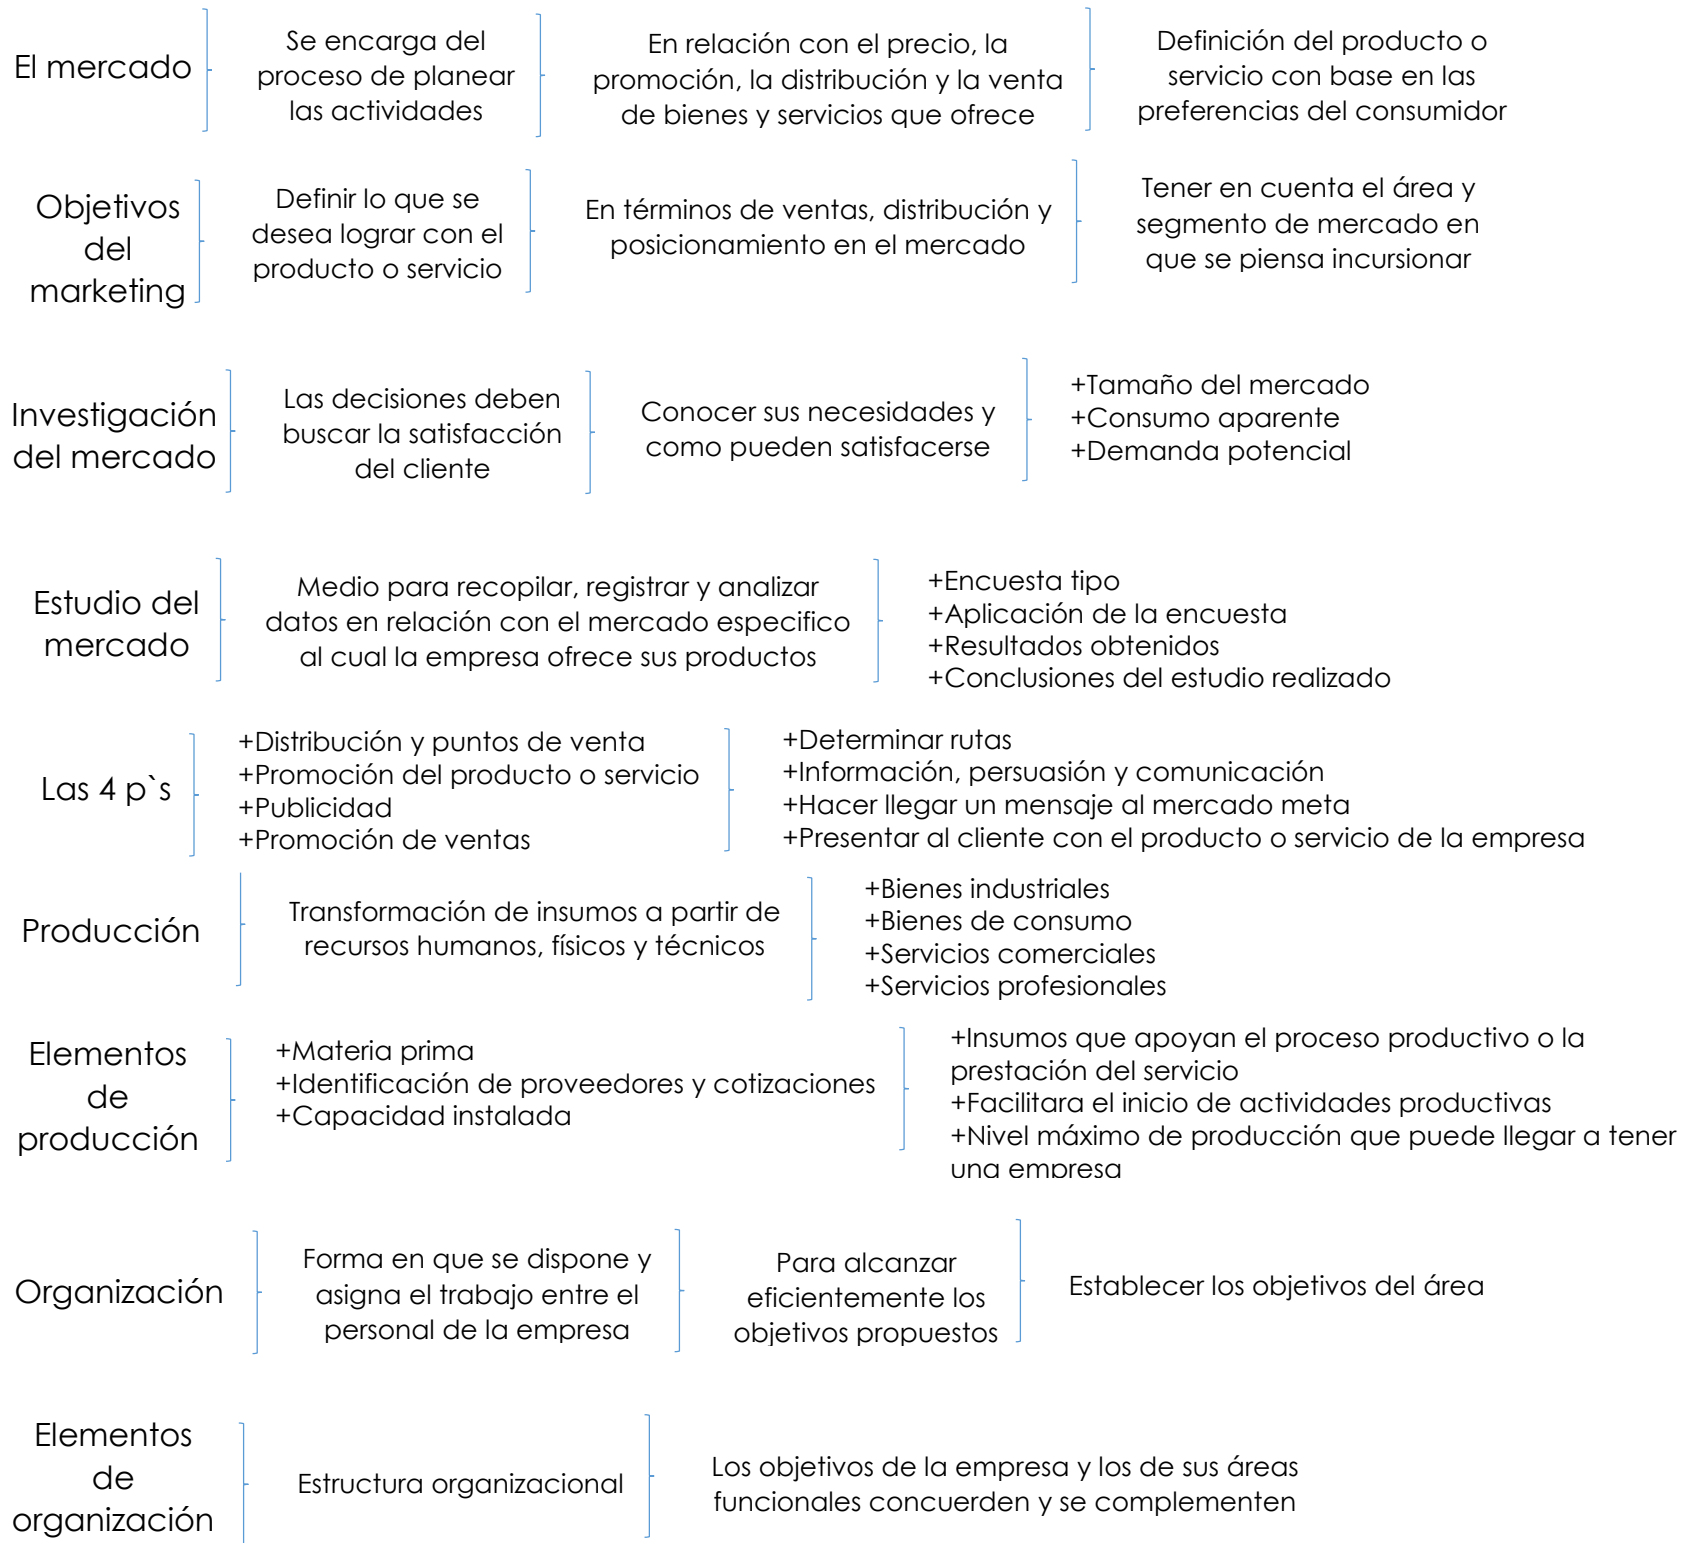 El mercado
Se encarga del
proceso de planear
las actividades
En relación con el precio, la
promoción, la distribución y la venta
de bienes y servicios que ofrece
Definición del producto o
servicio con base en las
preferencias del consumidor
Objetivos
del
marketing
Definir lo que se
desea lograr con el
producto o servicio
En términos de ventas, distribución y
posicionamiento en el mercado
Tener en cuenta el área y
segmento de mercado en
que se piensa incursionar
Investigación
del mercado
Las decisiones deben
buscar la satisfacción
del cliente
Conocer sus necesidades y
como pueden satisfacerse
+Tamaño del mercado
+Consumo aparente
+Demanda potencial
Estudio del
mercado
Medio para recopilar, registrar y analizar
datos en relación con el mercado especifico
al cual la empresa ofrece sus productos
+Encuesta tipo
+Aplicación de la encuesta
+Resultados obtenidos
+Conclusiones del estudio realizado
Las 4 p`s
+Distribución y puntos de venta
+Promoción del producto o servicio
+Publicidad
+Promoción de ventas
+Determinar rutas
+Información, persuasión y comunicación
+Hacer llegar un mensaje al mercado meta
+Presentar al cliente con el producto o servicio de la empresa
Producción
Transformación de insumos a partir de
recursos humanos, físicos y técnicos
+Bienes industriales
+Bienes de consumo
+Servicios comerciales
+Servicios profesionales
Elementos
de
producción
+Materia prima
+Identificación de proveedores y cotizaciones
+Capacidad instalada
+Insumos que apoyan el proceso productivo o la
prestación del servicio
+Facilitara el inicio de actividades productivas
+Nivel máximo de producción que puede llegar a tener
una empresa
Organización
Forma en que se dispone y
asigna el trabajo entre el
personal de la empresa
Para alcanzar
eficientemente los
objetivos propuestos
Establecer los objetivos del área
Elementos
de
organización
Estructura organizacional
Los objetivos de la empresa y los de sus áreas
funcionales concuerden y se complementen